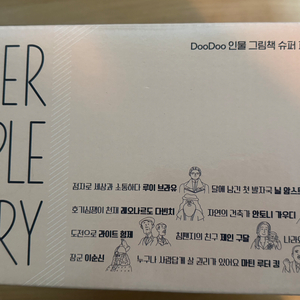 DooDoo 인물 그림책 슈퍼
ER
PLE
RY
점자로 세상과 소통하다 루이 브라유
달에 남긴 첫 발자국 닐 암스
호기심쟁이 천재 레오나르도 다빈치
자연의 건축가 안토니 가우디
도전으로 라이트 형제
침팬지의 친구 제인 구달
나라
장군 이순신
누구나 사람답게 살 권리가 있어요 마틴 루터 킹